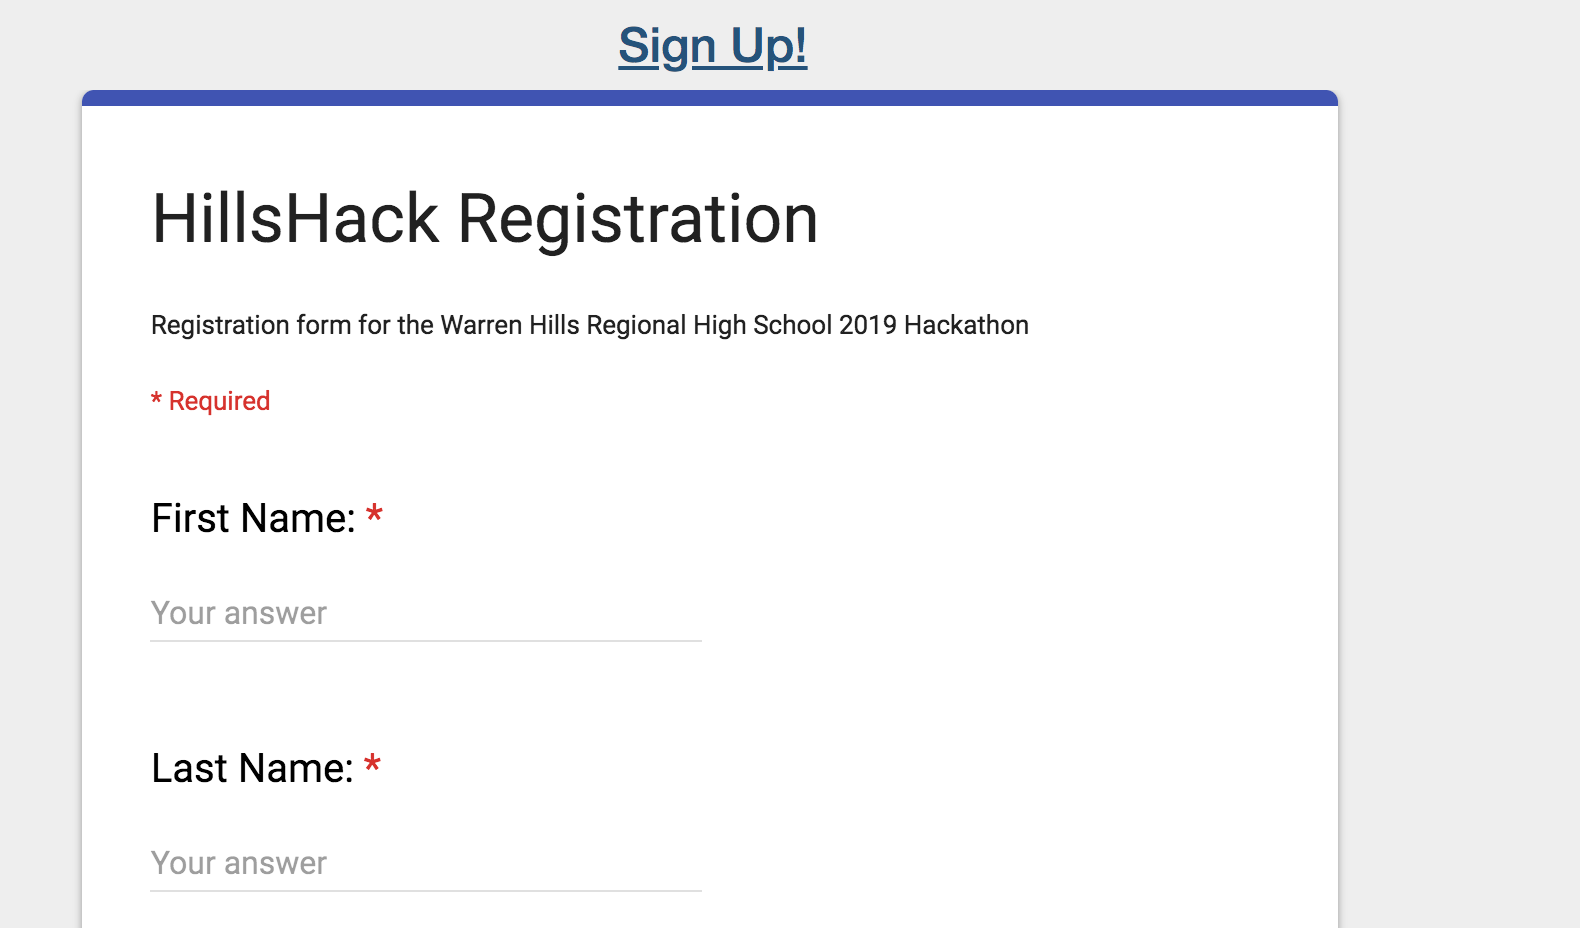 Sign Up!
HillsHack Registration
Registration form for the Warren Hills Regional High School 2019 Hackathon
* Required
First Name: *
Your answer
Last Name: *
Your answer